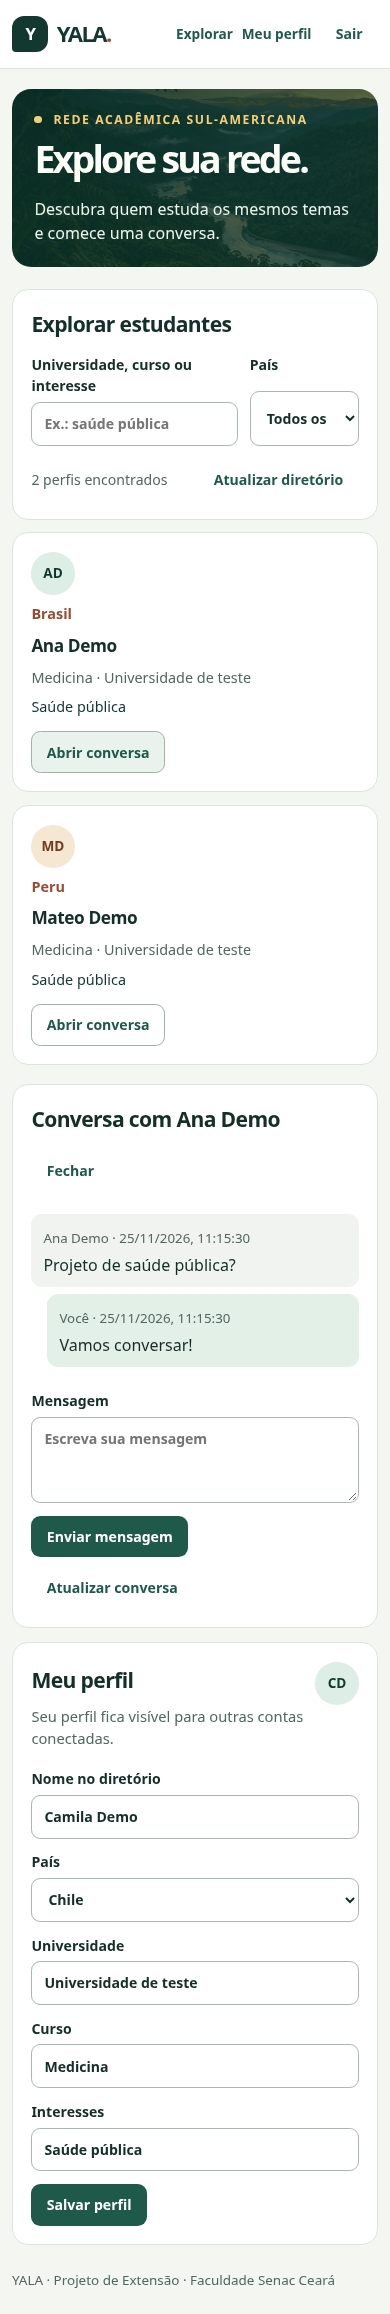 Y YALA. Explorar Meu perfil Sair
REDE ACADÊMICA SUL-AMERICANA
Explore sua rede.
Descubra quem estuda os mesmos temas
e comece uma conversa.
Explorar estudantes
Universidade, curso ou
interesse
País
Ex.: saúde pública
Todos os
2 perfis encontrados
Atualizar diretório
AD
Brasil
Ana Demo
Medicina · Universidade de teste
Saúde pública
Abrir conversa
MD
Peru
Mateo Demo
Medicina · Universidade de teste
Saúde pública
Abrir conversa
Conversa com Ana Demo
Fechar
Ana Demo · 25/11/2026, 11:15:30
Projeto de saúde pública?
Você · 25/11/2026, 11:15:30
Vamos conversar!
Mensagem
Escreva sua mensagem
Enviar mensagem
Atualizar conversa
Meu perfil
CD
Seu perfil fica visível para outras contas
conectadas.
Nome no diretório
Camila Demo
País
Chile
Universidade
Universidade de teste
Curso
Medicina
Interesses
Saúde pública
Salvar perfil
YALA · Projeto de Extensão · Faculdade Senac Ceará